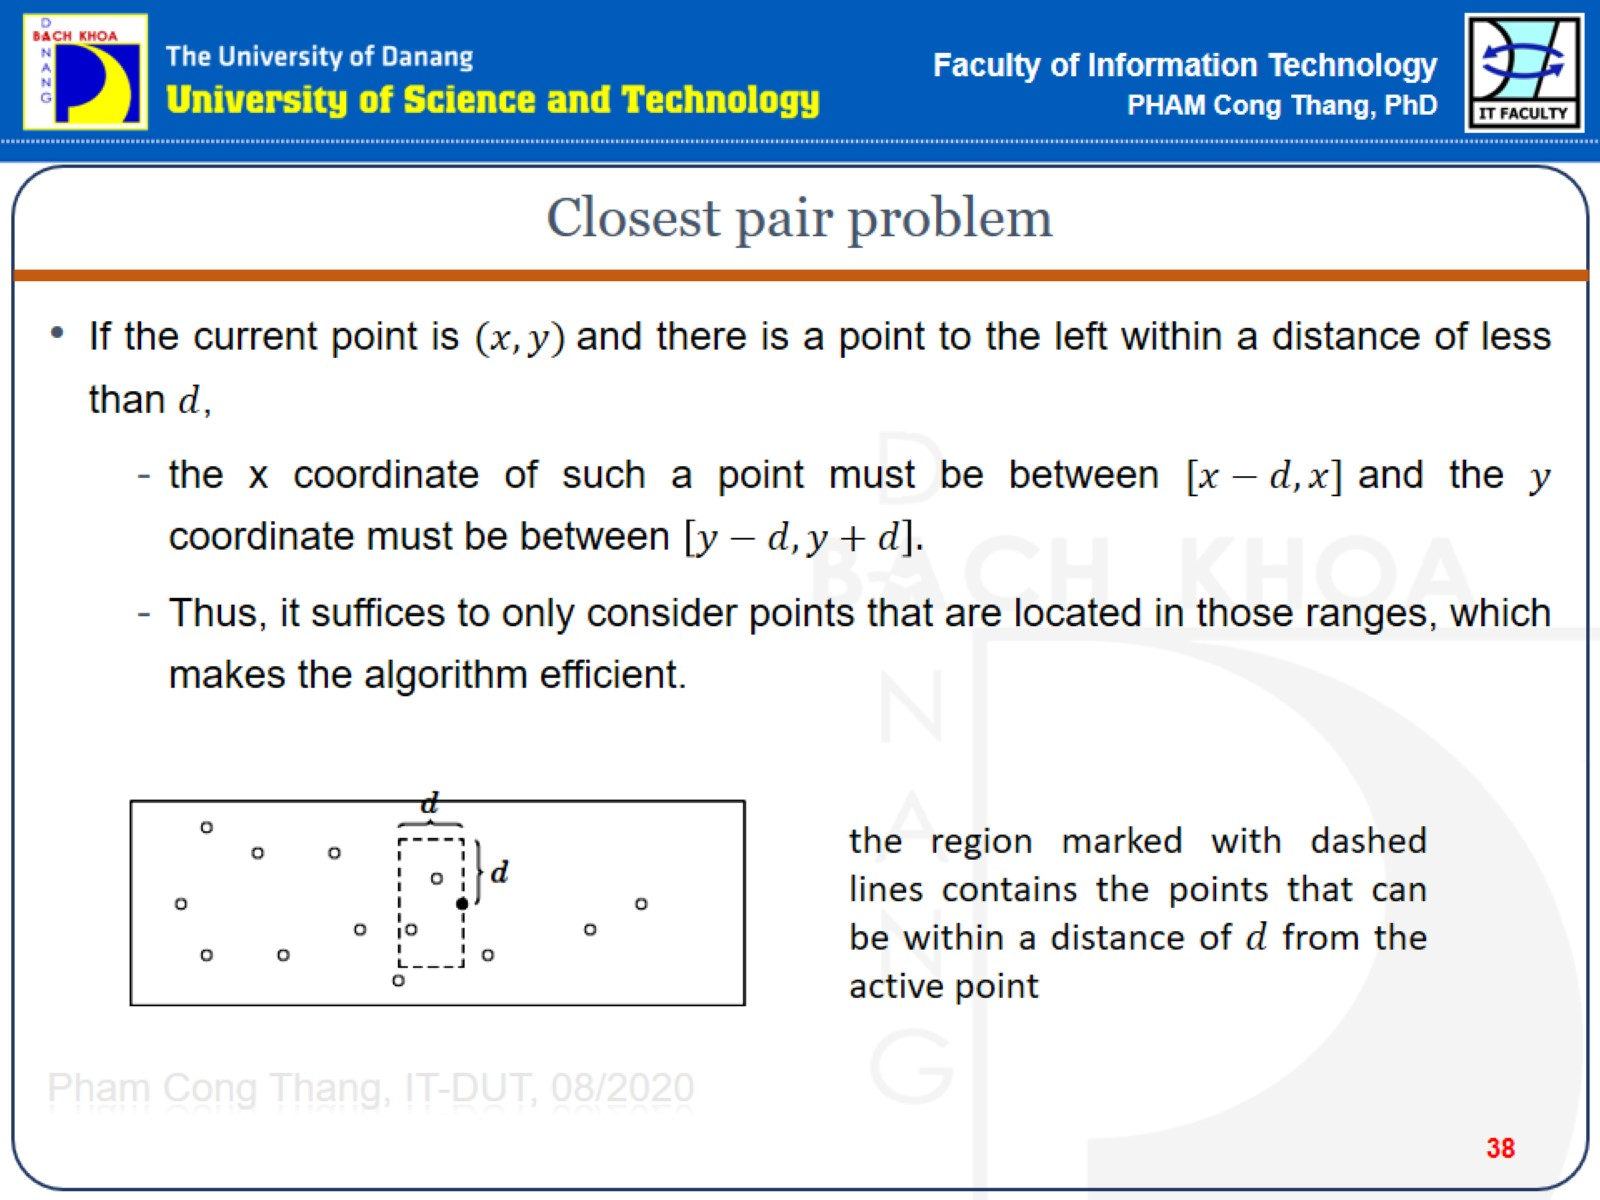 D
BACH KHOA
N
A
N
G
The University of Danang
University of Science and Technology
Faculty of Information Technology
PHAM Cong Thang, PhD
IT FACULTY
Closest pair problem
• If the current point is (x, y) and there is a point to the left within a distance of less
than d,
- the x coordinate of such a point must be between [x − d, x] and the y
coordinate must be between [y − d, y + d].
- Thus, it suffices to only consider points that are located in those ranges, which
makes the algorithm efficient.
D
BACH KHOA
N
A
N
G
d
d
the region marked with dashed
lines contains the points that can
be within a distance of d from the
active point
Pham Cong Thang, IT-DUT, 08/2020
38